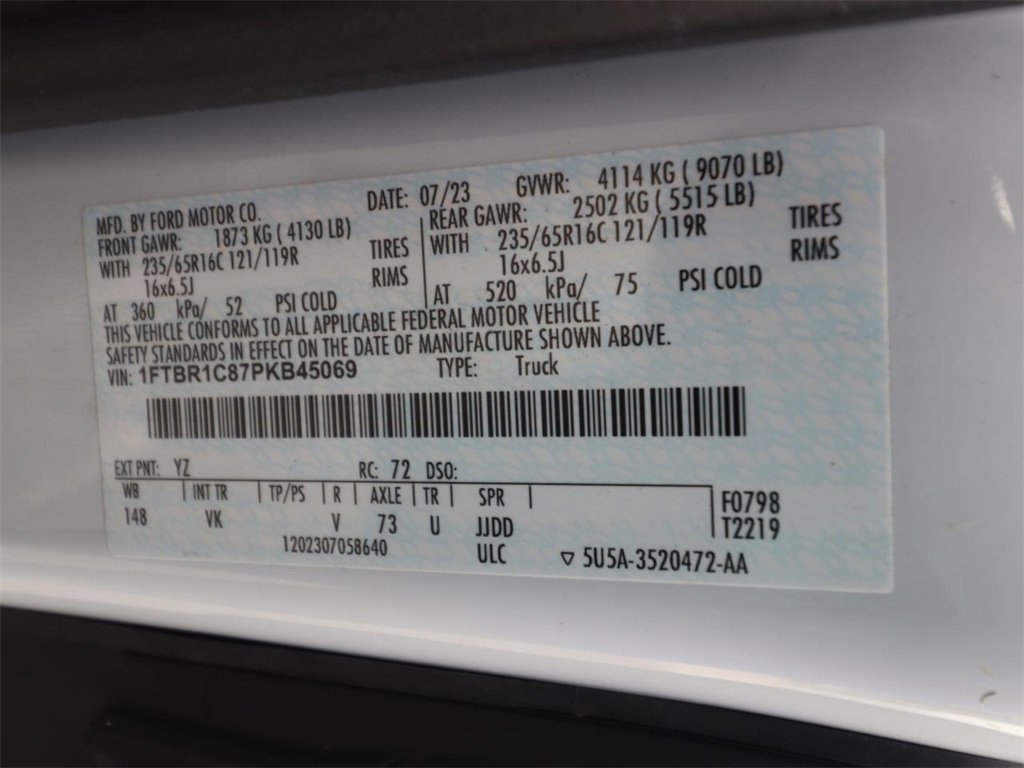 MFD. BY FORD MOTOR CO. DATE: 07/23 GVWR: 4114 KG ( 9070 LB)
FRONT GAWR: 1873 KG ( 4130 LB)
WITH 235/65R16C 121/119R TIRES
16x6.5J RIMS
AT 360 kPa/ 52 PSI COLD
REAR GAWR: 2502 KG ( 5515 LB)
WITH 235/65R16C 121/119R TIRES
16x6.5J RIMS
AT 520 kPa/ 75 PSI COLD
THIS VEHICLE CONFORMS TO ALL APPLICABLE FEDERAL MOTOR VEHICLE
SAFETY STANDARDS IN EFFECT ON THE DATE OF MANUFACTURE SHOWN ABOVE.
VIN: 1FTBR1C87PKB45069 TYPE: Truck
EXT PNT: YZ RC: 72 DSO:
WB INT TR TP/PS R AXLE TR SPR
148 VK V 73 U JJDD
F0798
T2219
1202307058640 ULC ▽ 5U5A-3520472-AA